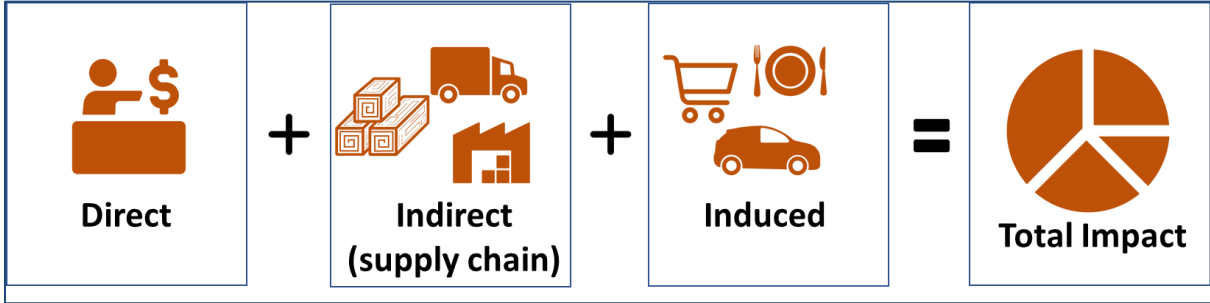 $
+
+
=
Direct
Indirect
(supply chain)
Induced
Total Impact